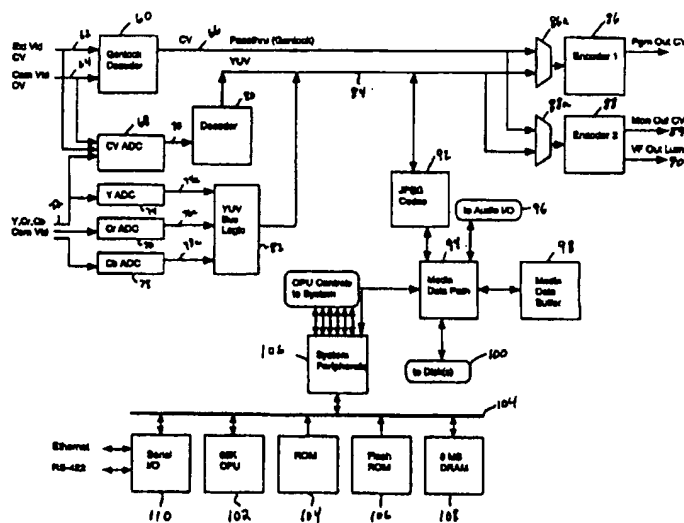 60
86a
86
Ext Vid
CV
62
Genlock
Decoder
CV
66
Passthru (Genlock)
Encoder 1
Pgm Out CV
Cam Vid
CV
64
YUV
80
84
88a
88
68
CV ADC
Decoder
Encoder 2
Mon Out CV
VF Out Lum
90
92
JPEG
Codec
to Audio I/O
96
Y ADC
74
Y,Cr,Cb
Cam Vid
Cr ADC
76
Cb ADC
78
YUV
Bus
Logic
82
94
98
CPU Controls
to System
Media
Data Path
Media
Data
Buffer
System
Peripherals
to Disk(s)
100
104
Ethernet
RS-422
Serial
I/O
68K
CPU
ROM
Flash
ROM
8 MB
DRAM
110
102
104
106
108